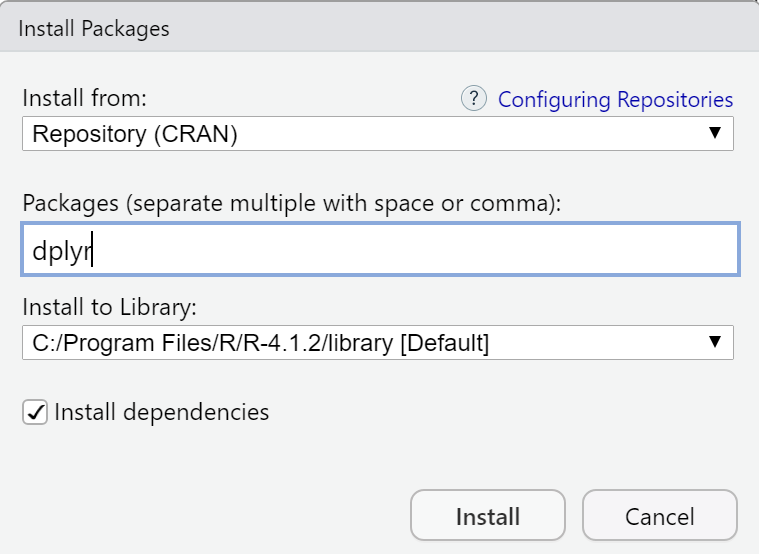 Install Packages
Install from:
? Configuring Repositories
Repository (CRAN)
Packages (separate multiple with space or comma):
dplyr
Install to Library:
C:/Program Files/R/R-4.1.2/library [Default]
Install dependencies
Install
Cancel